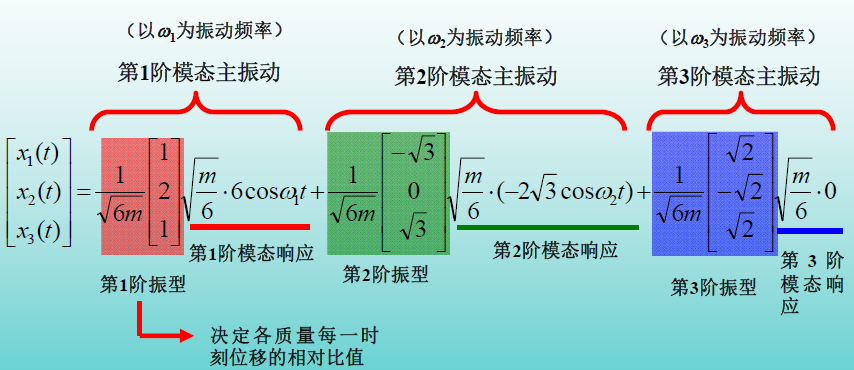 （以ω₁为振动频率）
（以ω₂为振动频率）
（以ω₃为振动频率）
第1阶模态主振动
第2阶模态主振动
第3阶模态主振动
\begin{bmatrix} x_1(t) \\ x_2(t) \\ x_3(t) \end{bmatrix} = \frac{1}{\sqrt{6m}} \begin{bmatrix} 1 \\ 2 \\ 1 \end{bmatrix} \sqrt{\frac{m}{6}} \cdot 6\cos\omega_1 t + \frac{1}{\sqrt{6m}} \begin{bmatrix} -\sqrt{3} \\ 0 \\ \sqrt{3} \end{bmatrix} \sqrt{\frac{m}{6}} \cdot (-2\sqrt{3}\cos\omega_2 t) + \frac{1}{\sqrt{6m}} \begin{bmatrix} \sqrt{2} \\ -\sqrt{2} \\ \sqrt{2} \end{bmatrix} \sqrt{\frac{m}{6}} \cdot 0
第1阶模态响应
第2阶模态响应
第 3 阶
模态响
应
第1阶振型
第2阶振型
第3阶振型
决定各质量每一时
刻位移的相对比值